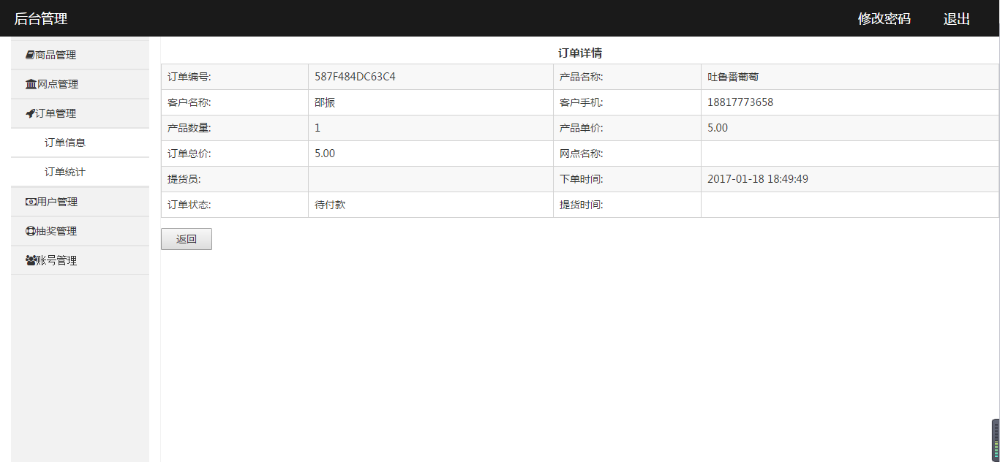 后台管理
修改密码 退出
商品管理
网点管理
订单管理
订单信息
订单统计
用户管理
抽奖管理
账号管理
订单详情
订单编号: 587F484DC63C4 产品名称: 吐鲁番葡萄
客户名称: 邵振 客户手机: 18817773658
产品数量: 1 产品单价: 5.00
订单总价: 5.00 网点名称:
提货员: 下单时间: 2017-01-18 18:49:49
订单状态: 待付款 提货时间:
返回